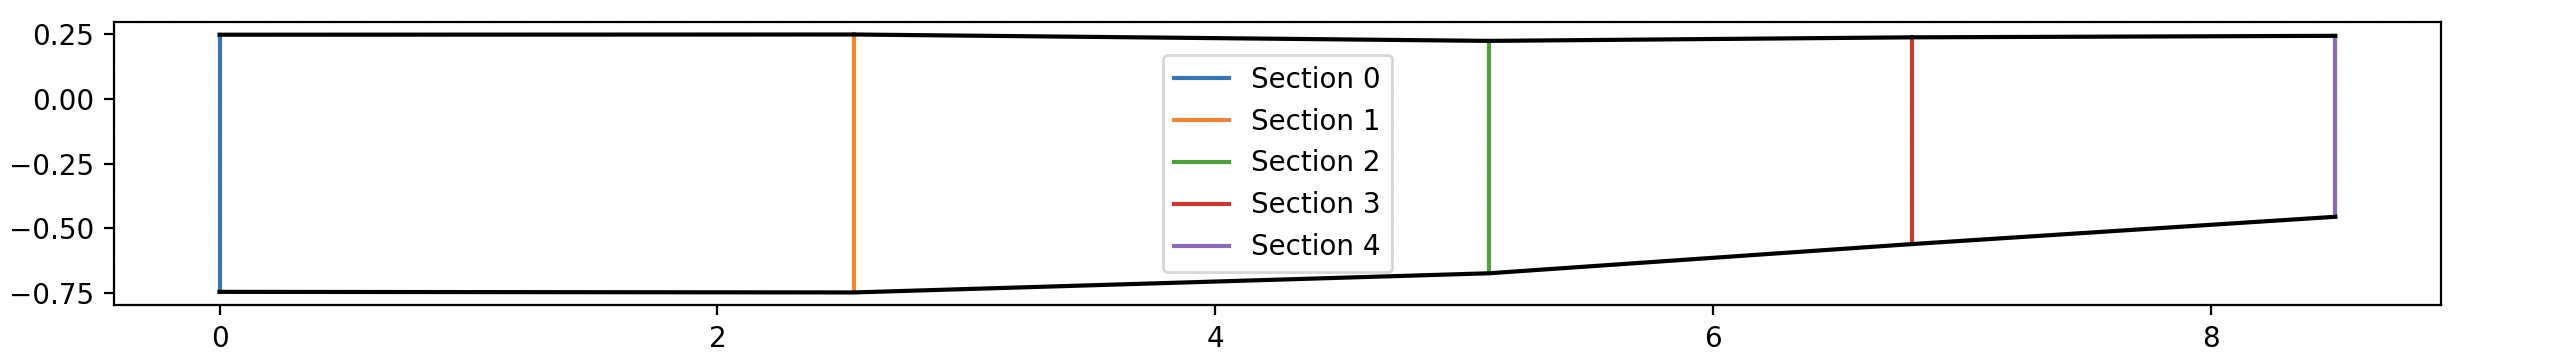 0.25
0.00
−0.25
−0.50
−0.75
Section 0
Section 1
Section 2
Section 3
Section 4
0 2 4 6 8